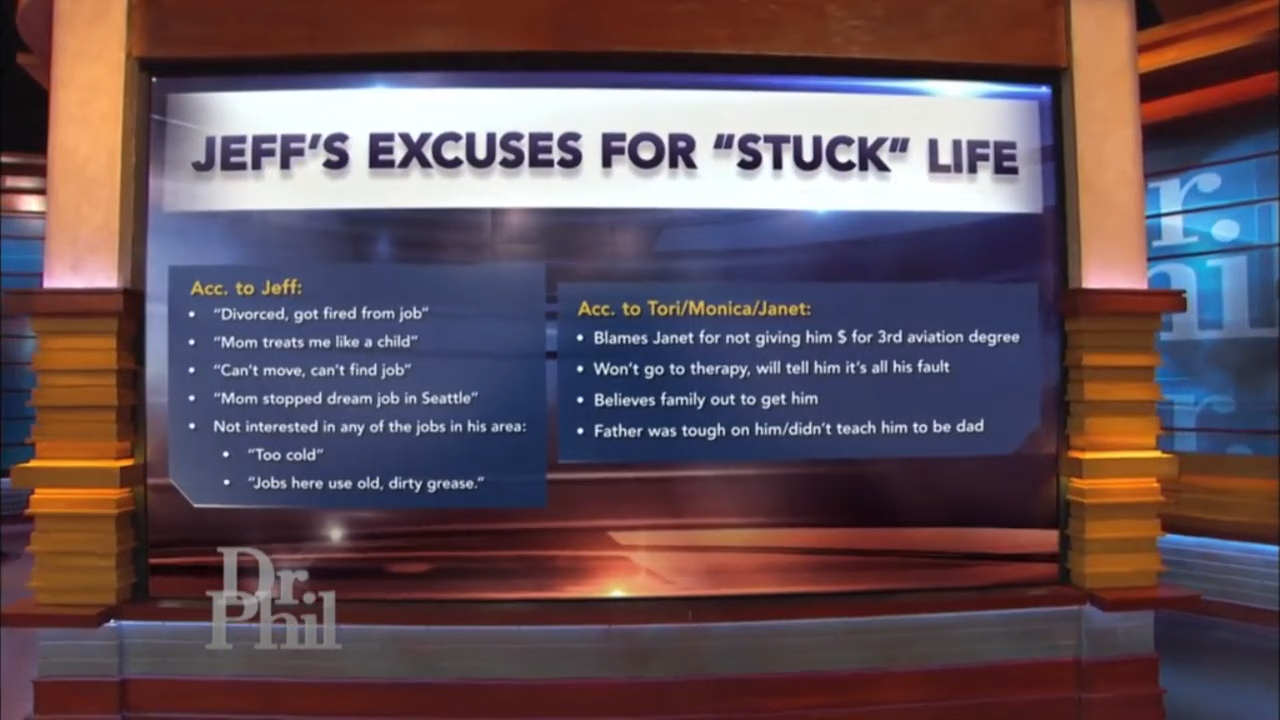 JEFF'S EXCUSES FOR "STUCK" LIFE
Acc. to Jeff:
• "Divorced, got fired from job"
• "Mom treats me like a child"
• "Can't move, can't find job"
• "Mom stopped dream job in Seattle"
• Not interested in any of the jobs in his area:
• "Too cold"
• "Jobs here use old, dirty grease."
Acc. to Tori/Monica/Janet:
• Blames Janet for not giving him $ for 3rd aviation degree
• Won't go to therapy, will tell him it's all his fault
• Believes family out to get him
• Father was tough on him/didn't teach him to be dad
r.
hil
r.
Dr.
Phil